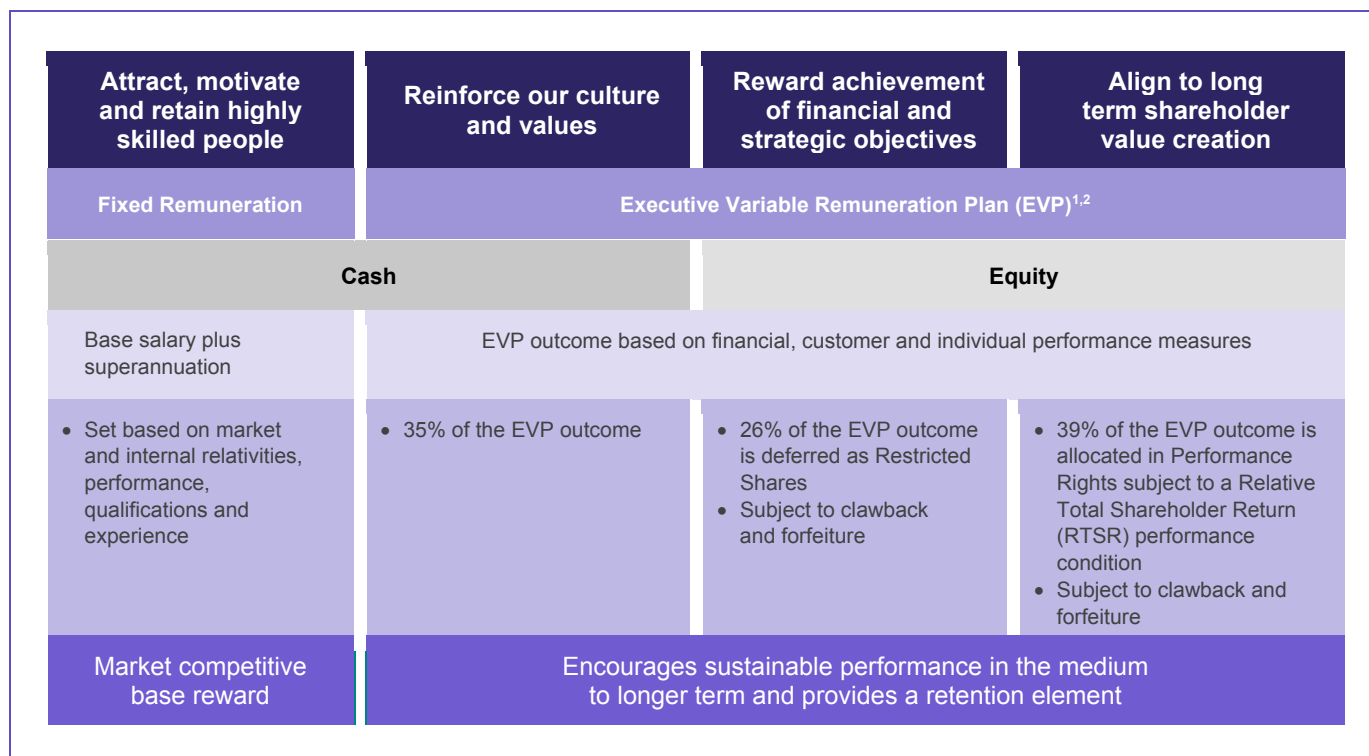 Attract, motivate
and retain highly
skilled people
Reinforce our culture
and values
Reward achievement
of financial and
strategic objectives
Align to long
term shareholder
value creation
Fixed Remuneration
Executive Variable Remuneration Plan (EVP)1,2
Cash
Equity
Base salary plus
superannuation
EVP outcome based on financial, customer and individual performance measures
• Set based on market
and internal relativities,
performance,
qualifications and
experience
• 35% of the EVP outcome
• 26% of the EVP outcome
is deferred as Restricted
Shares
• Subject to clawback
and forfeiture
• 39% of the EVP outcome is
allocated in Performance
Rights subject to a Relative
Total Shareholder Return
(RTSR) performance
condition
• Subject to clawback and
forfeiture
Market competitive
base reward
Encourages sustainable performance in the medium
to longer term and provides a retention element